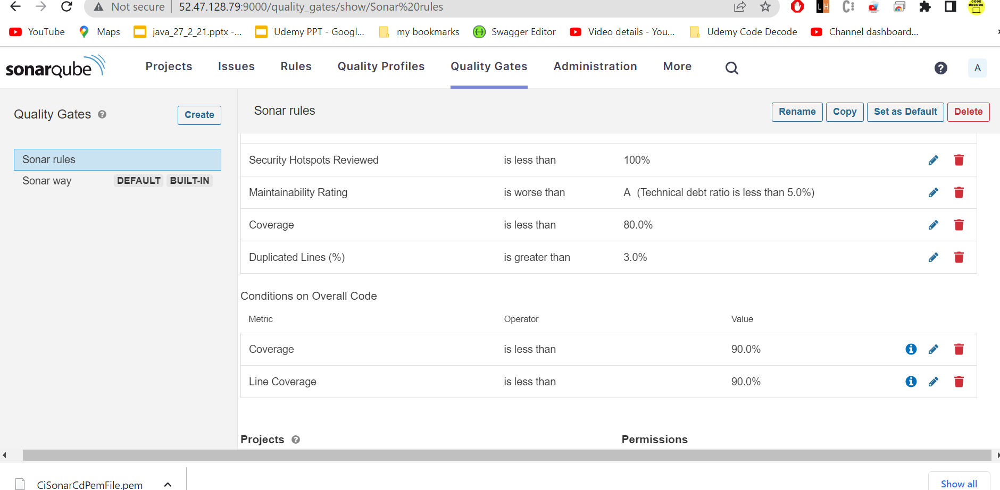 Not secure | 52.47.128.79:9000/quality_gates/show/Sonar%20rules
LH
CODE DECODE
YouTube Maps java_27_2_21.pptx -... Udemy PPT - Googl... my bookmarks Swagger Editor Video details - You... Udemy Code Decode Channel dashboard...
sonarqube Projects Issues Rules Quality Profiles Quality Gates Administration More ? A
Quality Gates ? Create
Sonar rules
Sonar way DEFAULT BUILT-IN
Sonar rules Rename Copy Set as Default Delete
Security Hotspots Reviewed is less than 100%
Maintainability Rating is worse than A (Technical debt ratio is less than 5.0%)
Coverage is less than 80.0%
Duplicated Lines (%) is greater than 3.0%
Conditions on Overall Code
Metric Operator Value
Coverage is less than 90.0%
Line Coverage is less than 90.0%
Projects ? Permissions
CiSonarCdPemFile.pem Show all